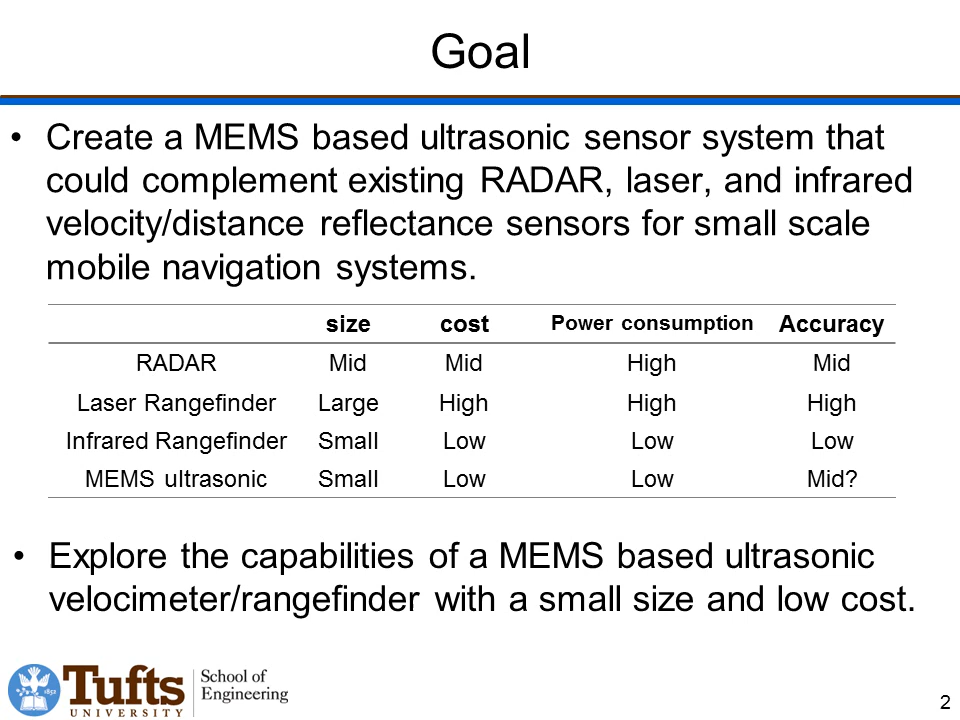 Goal
• Create a MEMS based ultrasonic sensor system that
could complement existing RADAR, laser, and infrared
velocity/distance reflectance sensors for small scale
mobile navigation systems.
size cost Power consumption Accuracy
RADAR Mid Mid High Mid
Laser Rangefinder Large High High High
Infrared Rangefinder Small Low Low Low
MEMS ultrasonic Small Low Low Mid?
• Explore the capabilities of a MEMS based ultrasonic
velocimeter/rangefinder with a small size and low cost.
1852
Tufts
UNIVERSITY
School of
Engineering
2